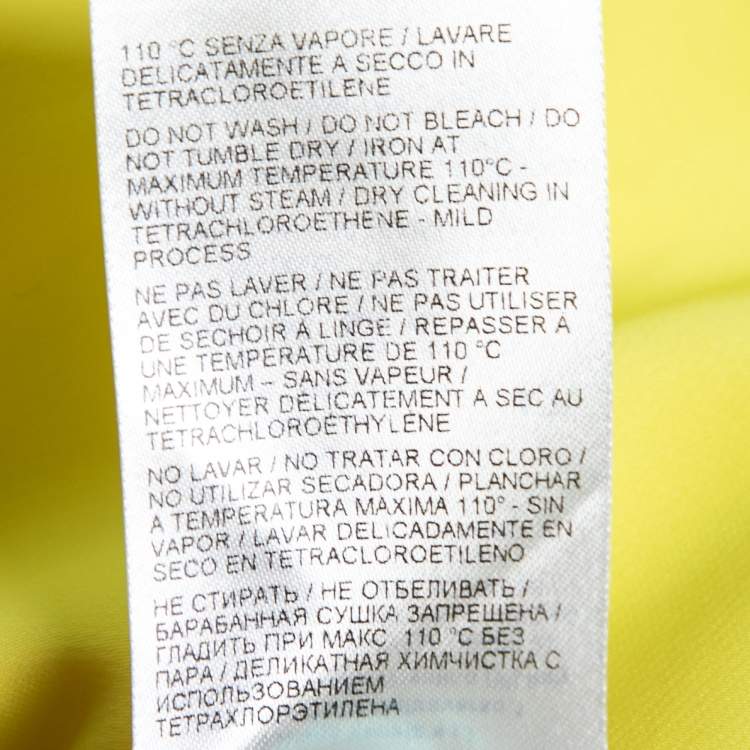 110 °C SENZA VAPORE / LAVARE
DELICATAMENTE A SECCO IN
TETRACLOROETILENE
DO NOT WASH / DO NOT BLEACH / DO
NOT TUMBLE DRY / IRON AT
MAXIMUM TEMPERATURE 110°C -
WITHOUT STEAM / DRY CLEANING IN
TETRACHLOROETHENE - MILD
PROCESS
NE PAS LAVER / NE PAS TRAITER
AVEC DU CHLORE / NE PAS UTILISER
DE SECHOIR À LINGE / REPASSER A
UNE TEMPERATURE DE 110 °C
MAXIMUM – SANS VAPEUR /
NETTOYER DÉLICATEMENT A SEC AU
TETRACHLOROÉTHYLÈNE
NO LAVAR / NO TRATAR CON CLORO /
NO UTILIZAR SECADORA / PLANCHAR
A TEMPERATURA MAXIMA 110° - SIN
VAPOR / LAVAR DELICADAMENTE EN
SECO EN TETRACLOROETILENO
НЕ СТИРАТЬ / НЕ ОТБЕЛИВАТЬ /
БАРАБАННАЯ СУШКА ЗАПРЕЩЕНА /
ГЛАДИТЬ ПРИ МАКС. 110 °C БЕЗ
ПАРА / ДЕЛИКАТНАЯ ХИМЧИСТКА С
ИСПОЛЬЗОВАНИЕМ
ТЕТРАХЛОРЭТИЛЕНА